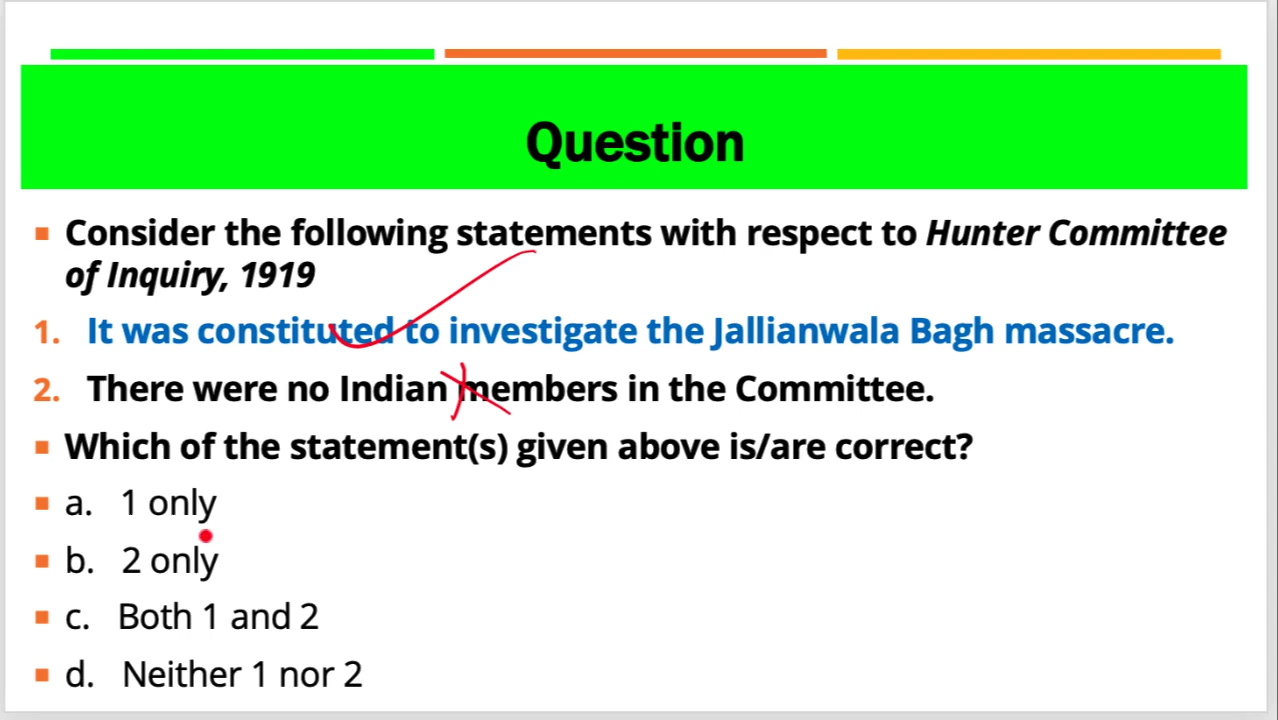 Question
Consider the following statements with respect to Hunter Committee
of Inquiry, 1919
1. It was constituted to investigate the Jallianwala Bagh massacre.
2. There were no Indian members in the Committee.
Which of the statement(s) given above is/are correct?
a. 1 only
b. 2 only
c. Both 1 and 2
d. Neither 1 nor 2